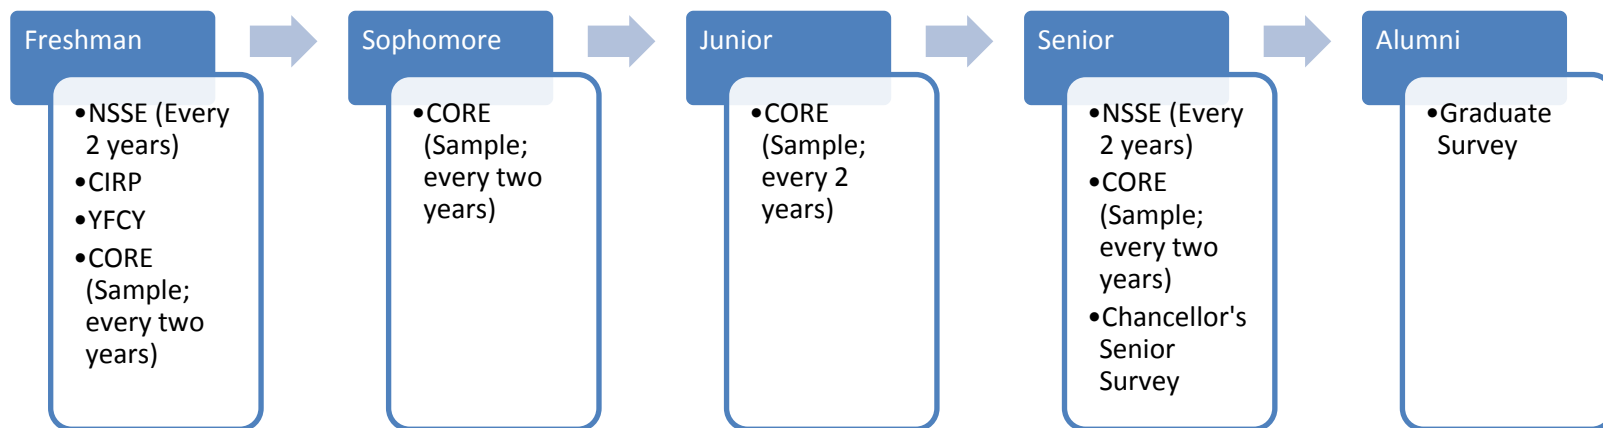 Freshman
•NSSE (Every
2 years)
•CIRP
•YFCY
•CORE
(Sample;
every two
years)
Sophomore
•CORE
(Sample;
every two
years)
Junior
•CORE
(Sample;
every 2
years)
Senior
•NSSE (Every
2 years)
•CORE
(Sample;
every two
years)
•Chancellor's
Senior
Survey
Alumni
•Graduate
Survey